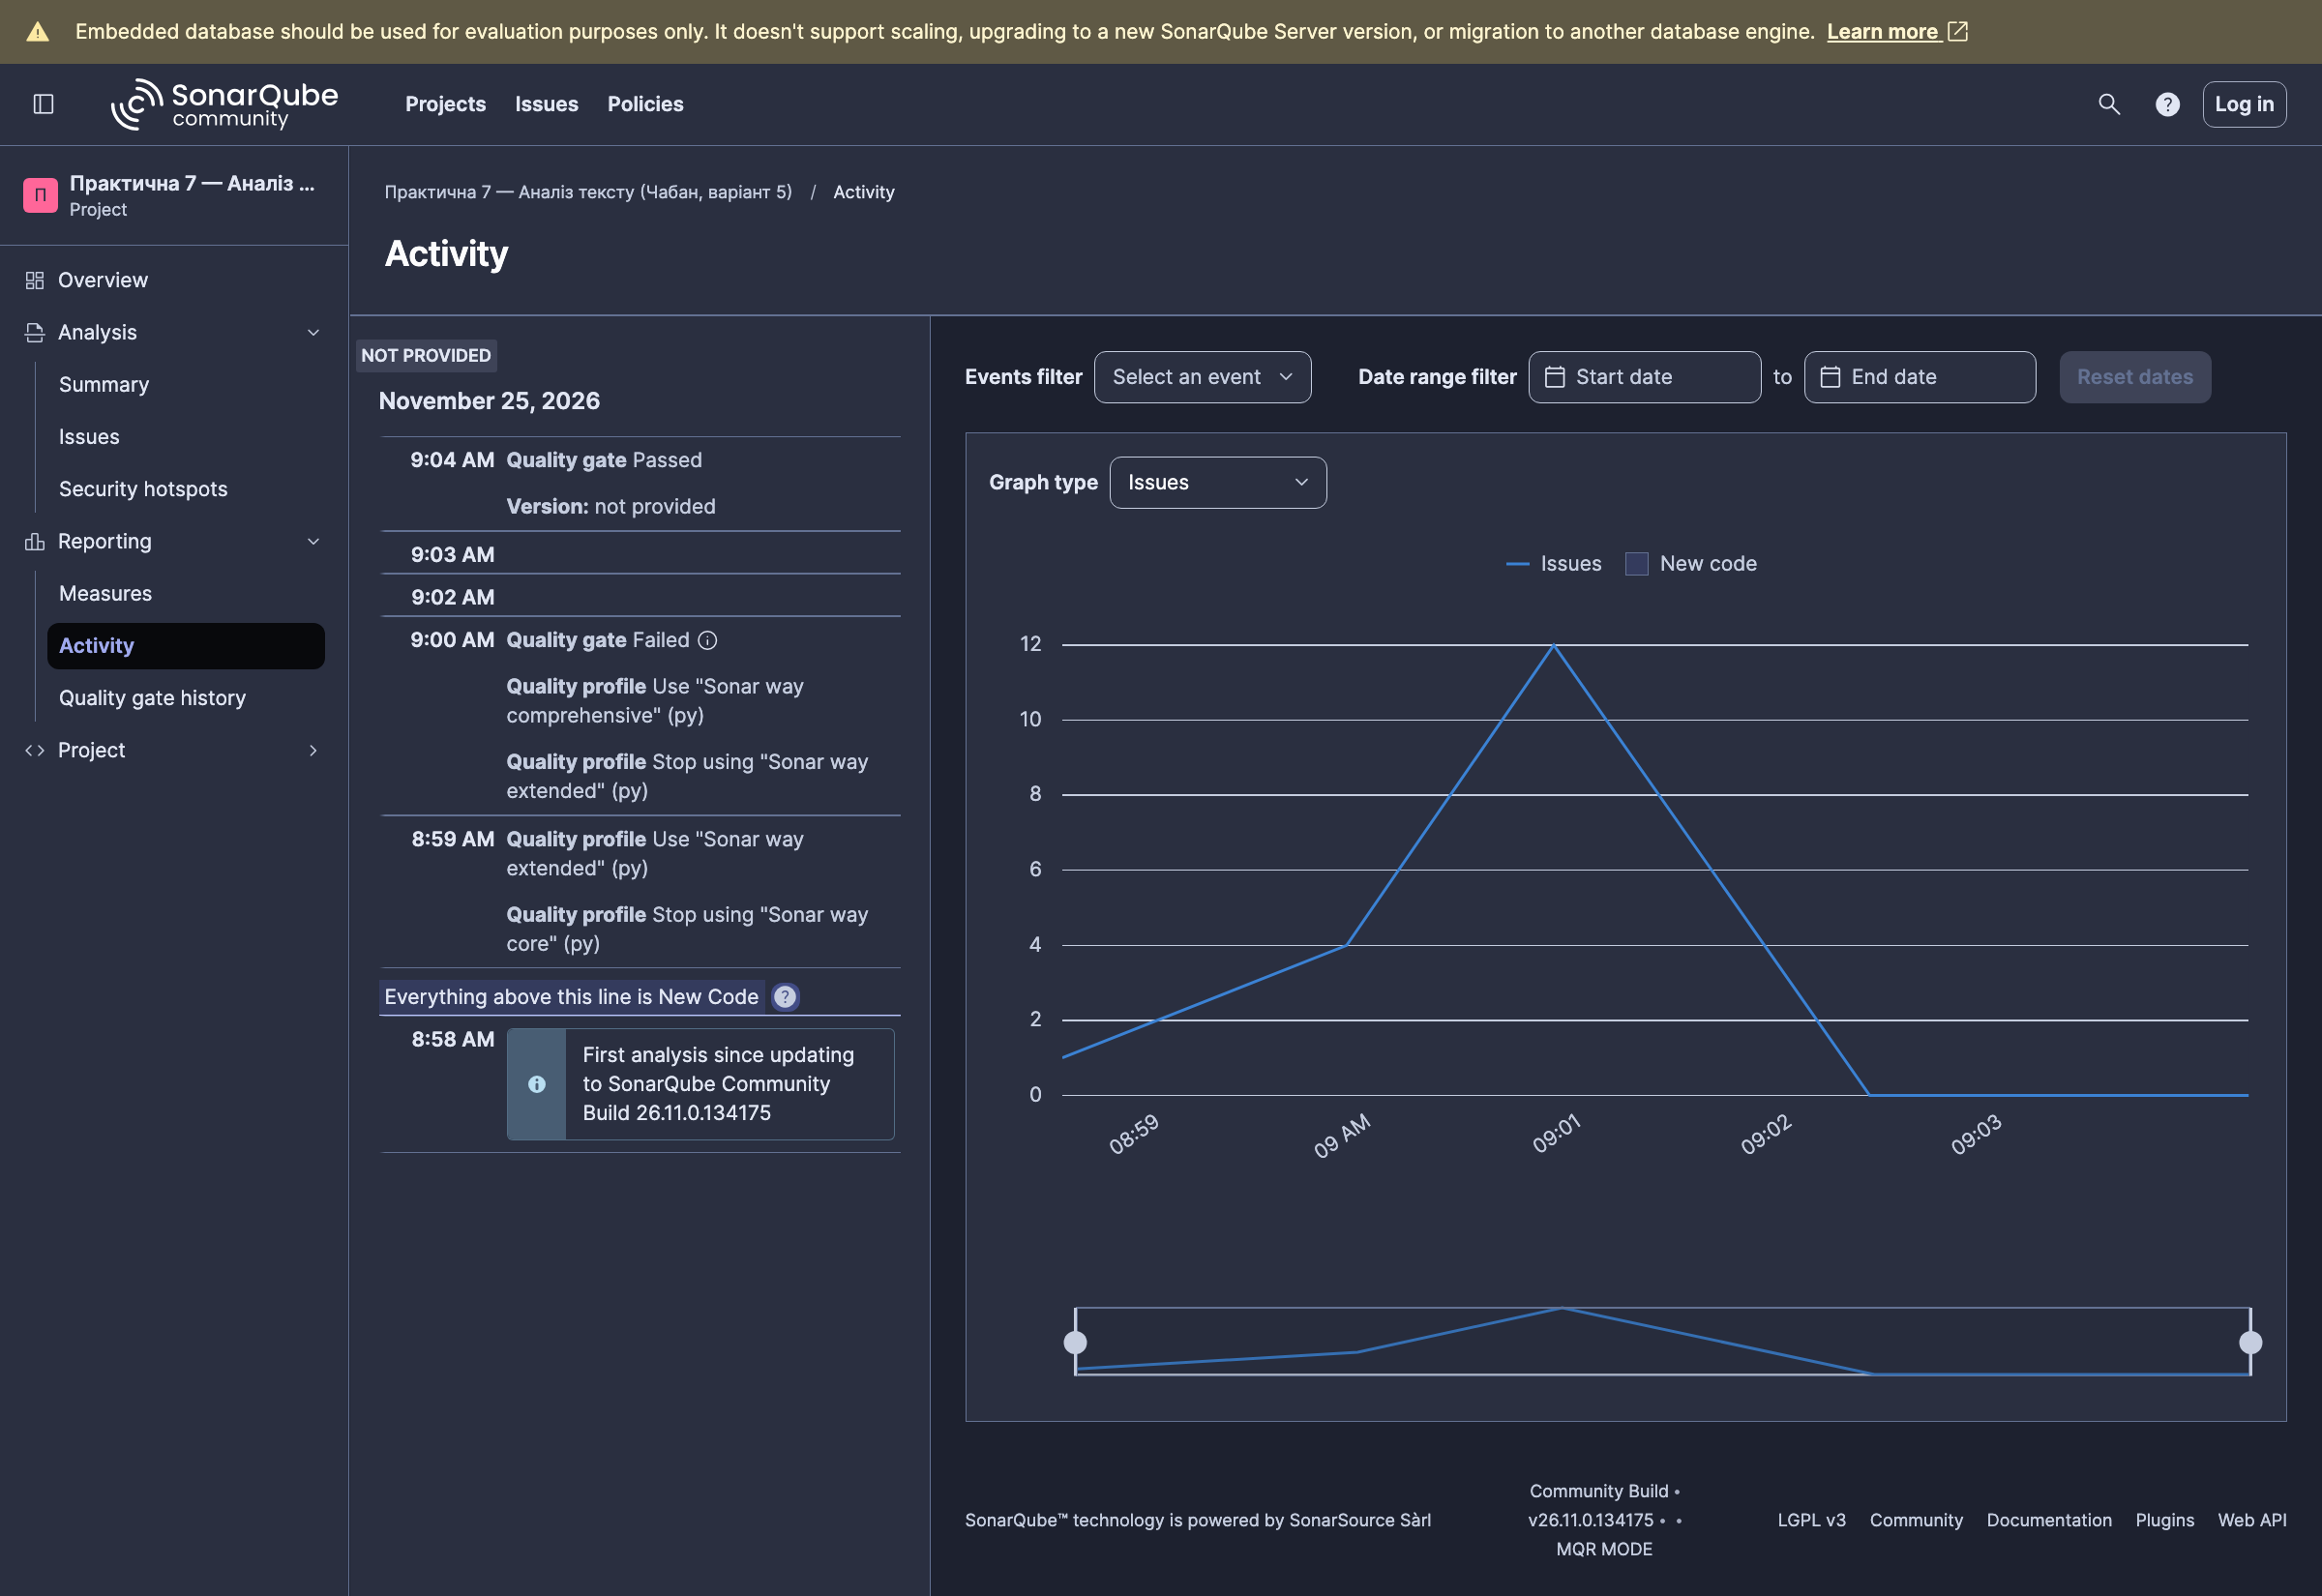 Embedded database should be used for evaluation purposes only. It doesn't support scaling, upgrading to a new SonarQube Server version, or migration to another database engine. Learn more
SonarQube
community
Projects
Issues
Policies
?
Log in
П
Практична 7 — Аналіз ...
Project
Overview
Analysis
Summary
Issues
Security hotspots
Reporting
Measures
Activity
Quality gate history
Project
Практична 7 — Аналіз тексту (Чабан, варіант 5) / Activity
Activity
NOT PROVIDED
November 25, 2026
9:04 AM Quality gate Passed
Version: not provided
9:03 AM
9:02 AM
9:00 AM Quality gate Failed
Quality profile Use "Sonar way
comprehensive" (py)
Quality profile Stop using "Sonar way
extended" (py)
8:59 AM Quality profile Use "Sonar way
extended" (py)
Quality profile Stop using "Sonar way
core" (py)
Everything above this line is New Code ?
8:58 AM
First analysis since updating
to SonarQube Community
Build 26.11.0.134175
Events filter Select an event
Date range filter Start date to End date
Reset dates
Graph type Issues
Issues New code
12
10
8
6
4
2
0
08:59
09 AM
09:01
09:02
09:03
SonarQube™ technology is powered by SonarSource Sàrl
Community Build •
v26.11.0.134175 • •
MQR MODE
LGPL v3 Community Documentation Plugins Web API